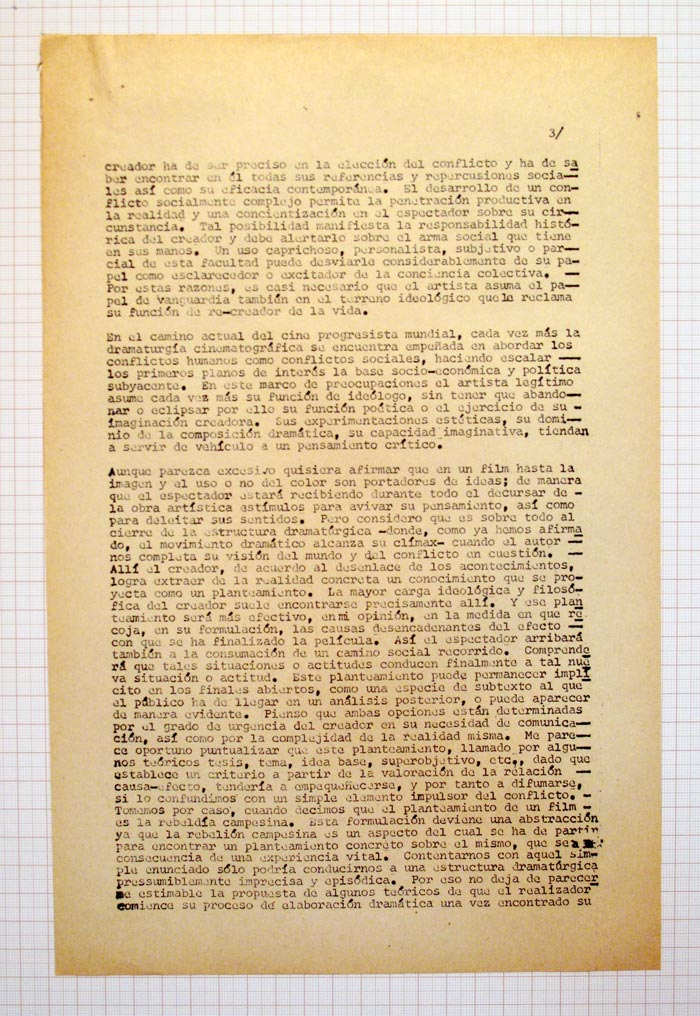 3/
creador ha de ser preciso en la elección del conflicto y ha de sa
ber encontrar en él todas sus referencias y repercusiones socia—
les así como su eficacia contemporánea. El desarrollo de un con-
flicto socialmente complejo permite la penetración productiva en
la realidad y una concientización en el espectador sobre su cir—
cunstancia. Tal posibilidad manifiesta la responsabilidad histó-
rica del creador y debe alertarlo sobre el arma social que tiene
en sus manos. Un uso caprichoso, personalista, subjetivo o par—
cial de esta facultad puede desviarle considerablemente de su pa-
pel como esclarecedor o excitador de la conciencia colectiva. —
Por estas razones, es casi necesario que el artista asuma el pa-
pel de vanguardia también en el terreno ideológico que le reclama
su función de re-creador de la vida.
En el camino actual del cine progresista mundial, cada vez más la
dramaturgía cinematográfica se encuentra empeñada en abordar los
conflictos humanos como conflictos sociales, haciendo escalar —
los primeros planos de interés la base socio-económica y política
subyacente. En este marco de preocupaciones el artista legítimo
asume cada vez más su función de ideólogo, sin tener que abando—
nar o eclipsar por ello su función poética o el ejercicio de su -
imaginación creadora. Sus experimentaciones estéticas, su domi—
nio de la composición dramática, su capacidad imaginativa, tiendan
a servir de vehículo a un pensamiento crítico.
Aunque parezca excesivo quisiera afirmar que en un film hasta la
imagen y el uso o no del color son portadores de ideas; de manera
que el espectador estará recibiendo durante todo el decursar de -
la obra artística estímulos para avivar su pensamiento, así como
para deleitar sus sentidos. Pero considero que es sobre todo al
cierre de la estructura dramatúrgica -donde, como ya hemos afirma
do, el movimiento dramático alcanza su clímax- cuando el autor —
nos completa su visión del mundo y del conflicto en cuestión. —
Allí el creador, de acuerdo al desenlace de los acontecimientos,
logra extraer de la realidad concreta un conocimiento que se pro-
yecta como un planteamiento. La mayor carga ideológica y filosó-
fica del creador suele encontrarse precisamente allí. Y ese plan
teamiento será más efectivo, en mi opinión, en la medida en que re
coja, en su formulación, las causas desencadenantes del efecto —
con que se ha finalizado la película. Así el espectador arribará
también a la consumación de un camino social recorrido. Comprende
rá que tales situaciones o actitudes conducen finalmente a tal nue
va situación o actitud. Este planteamiento puede permanecer implí
cito en los finales abiertos, como una especie de subtexto al que
el público ha de llegar en un análisis posterior, o puede aparecer
de manera evidente. Pienso que ambas opciones están determinadas
por el grado de urgencia del creador en su necesidad de comunica—
ción, así como por la complejidad de la realidad misma. Me pare—
ce oportuno puntualizar que este planteamiento, llamado por algu—
nos teóricos tesis, tema, idea base, superobjetivo, etc., dado que
establece un criterio a partir de la valoración de la relación —
causa-efecto, tendería a empequeñecerse, y por tanto a difumarse,
si lo confundimos con un simple elemento impulsor del conflicto. -
Tomemos por caso, cuando decimos que el planteamiento de un film -
es la rebeldía campesina. Esta formulación deviene una abstracción
ya que la rebelión campesina es un aspecto del cual se ha de partir
para encontrar un planteamiento concreto sobre el mismo, que sea
consecuencia de una experiencia vital. Contentarnos con aquel sim—
ple enunciado sólo podría conducirnos a una estructura dramatúrgica
presumiblemente imprecisa y episódica. Por eso no deja de parecer
me estimable la propuesta de algunos teóricos de que el realizador
comience su proceso de elaboración dramática una vez encontrado su